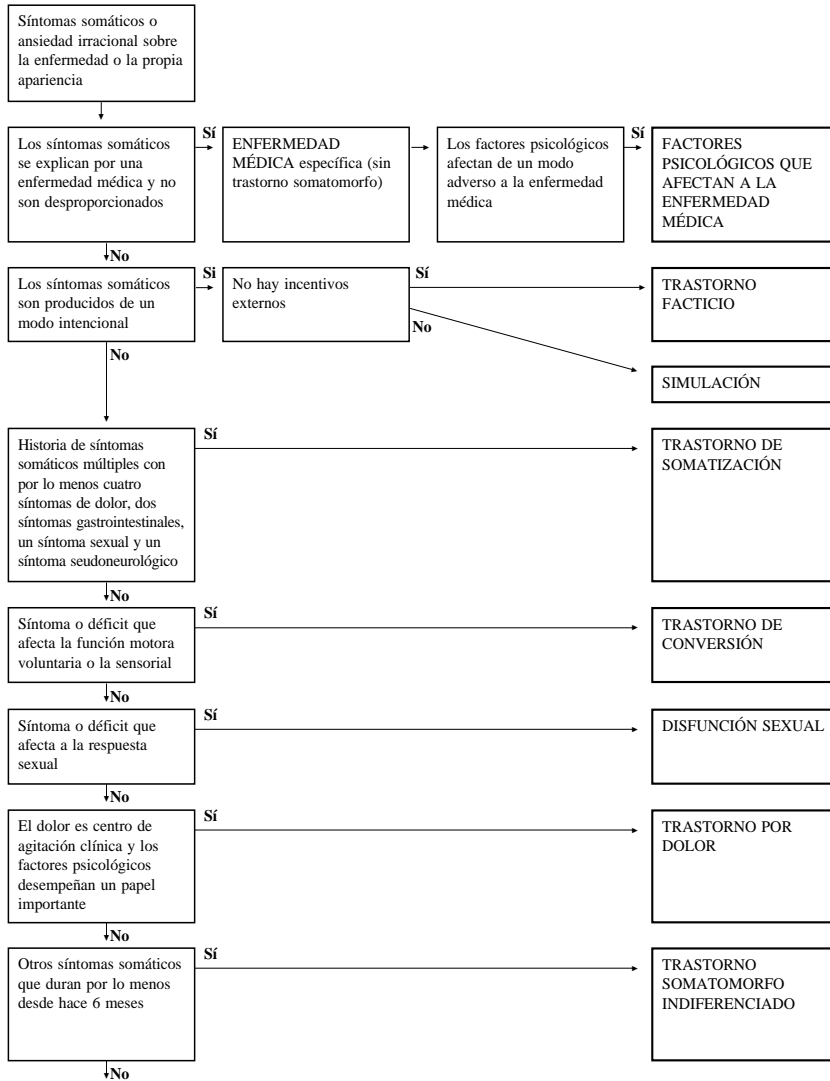 Síntomas somáticos o
ansiedad irracional sobre
la enfermedad o la propia
apariencia
Los síntomas somáticos
se explican por una
enfermedad médica y no
son desproporcionados
Sí
ENFERMEDAD
MÉDICA específica (sin
trastorno somatomorfo)
Los factores psicológicos
afectan de un modo
adverso a la enfermedad
médica
Sí
FACTORES
PSICOLÓGICOS QUE
AFECTAN A LA
ENFERMEDAD
MÉDICA
No
Los síntomas somáticos
son producidos de un
modo intencional
Si
No hay incentivos
externos
Sí
TRASTORNO
FACTICIO
No
SIMULACIÓN
No
Historia de síntomas
somáticos múltiples con
por lo menos cuatro
síntomas de dolor, dos
síntomas gastrointestinales,
un síntoma sexual y un
síntoma seudoneurológico
Sí
TRASTORNO DE
SOMATIZACIÓN
No
Síntoma o déficit que
afecta la función motora
voluntaria o la sensorial
Sí
TRASTORNO DE
CONVERSIÓN
No
Síntoma o déficit que
afecta a la respuesta
sexual
Sí
DISFUNCIÓN SEXUAL
No
El dolor es centro de
agitación clínica y los
factores psicológicos
desempeñan un papel
importante
Sí
TRASTORNO POR
DOLOR
No
Otros síntomas somáticos
que duran por lo menos
desde hace 6 meses
Sí
TRASTORNO
SOMATOMORFO
INDIFERENCIADO
No